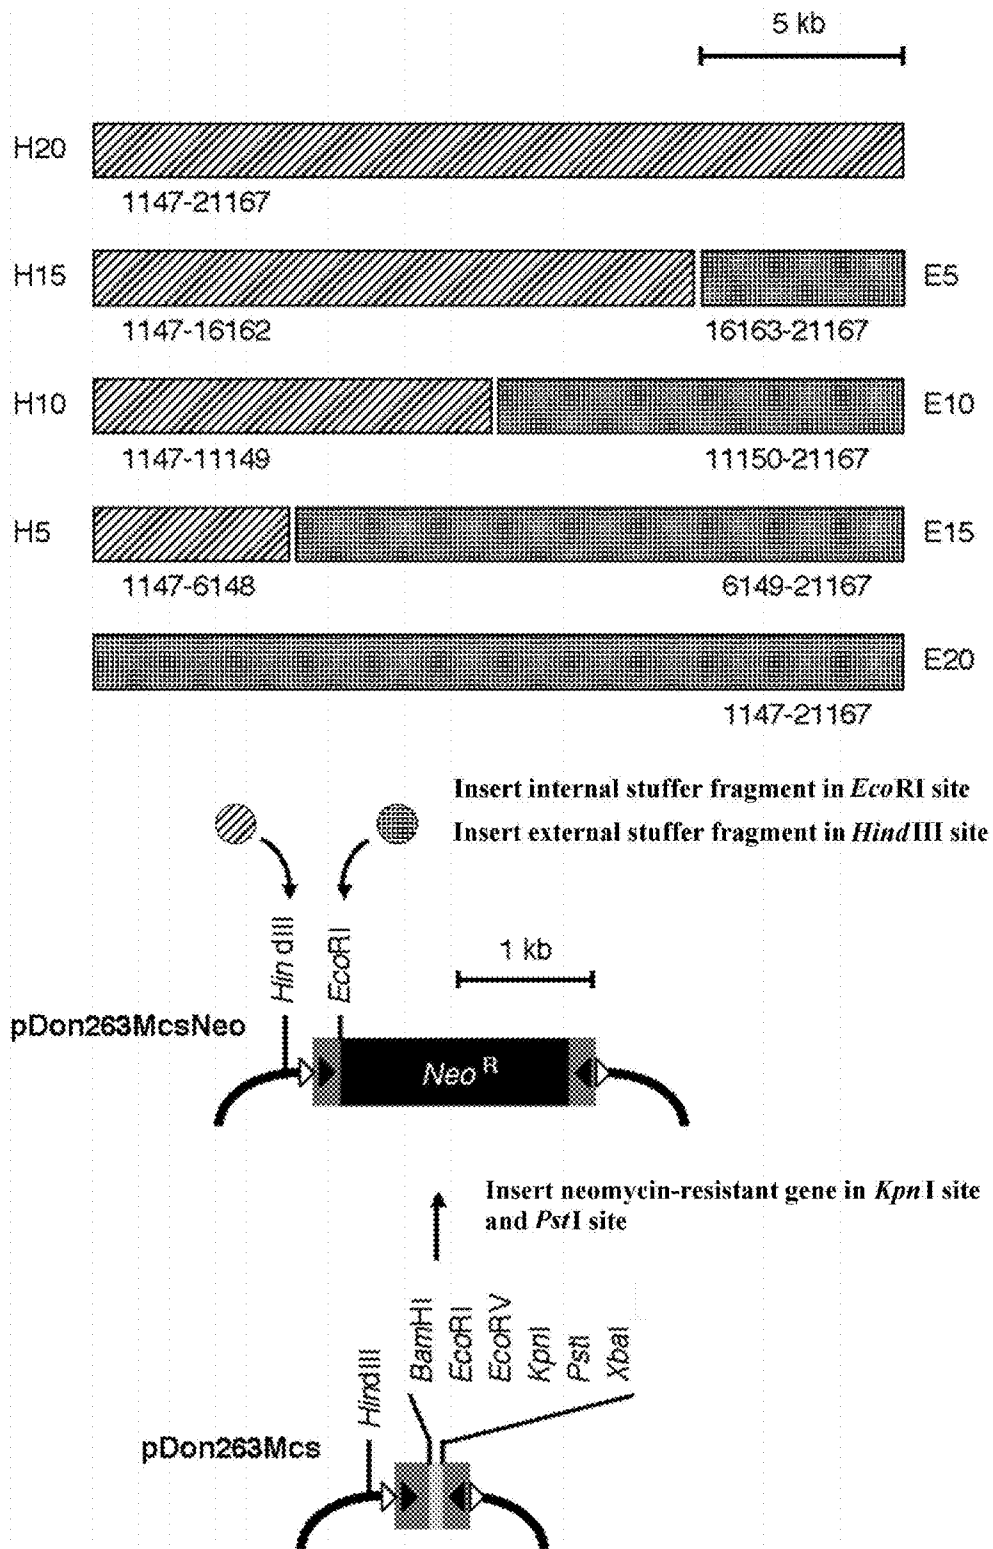 5 kb
H20
1147-21167
H15 E5
1147-16162 16163-21167
H10 E10
1147-11149 11150-21167
H5 E15
1147-6148 6149-21167
E20
1147-21167
Insert internal stuffer fragment in EcoRI site
Insert external stuffer fragment in HindIII site
HindIII
EcoRI
1 kb
pDon263McsNeo
Neo R
Insert neomycin-resistant gene in KpnI site
and PstI site
HindIII
BamHI
EcoRI
EcoRV
KpnI
PstI
XbaI
pDon263Mcs